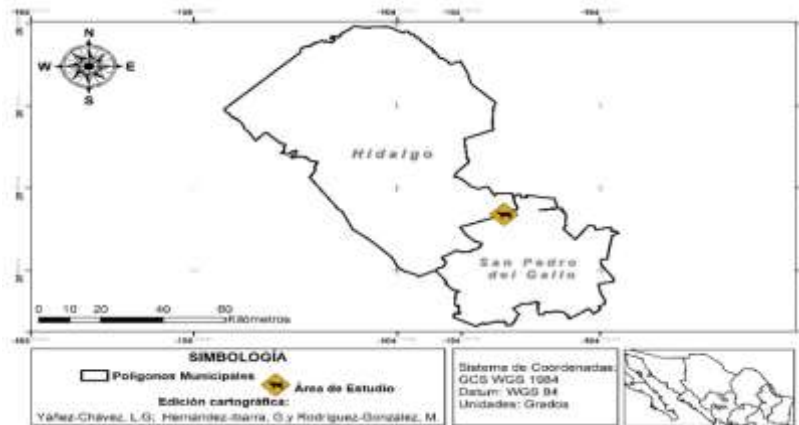 N
W E
S
Hidalgo
San Pedro
del Gallo
0 10 20 40 60
Kilómetros
SIMBOLOGÍA
Polígonos Municipales
Área de Estudio
Edición cartográfica:
Yañez-Chávez, L.G; Hernández-Ibarra, G.y Rodríguez-González, M.
Sistema de Coordenadas:
GCS WGS 1984
Datum: WGS 84
Unidades: Grados